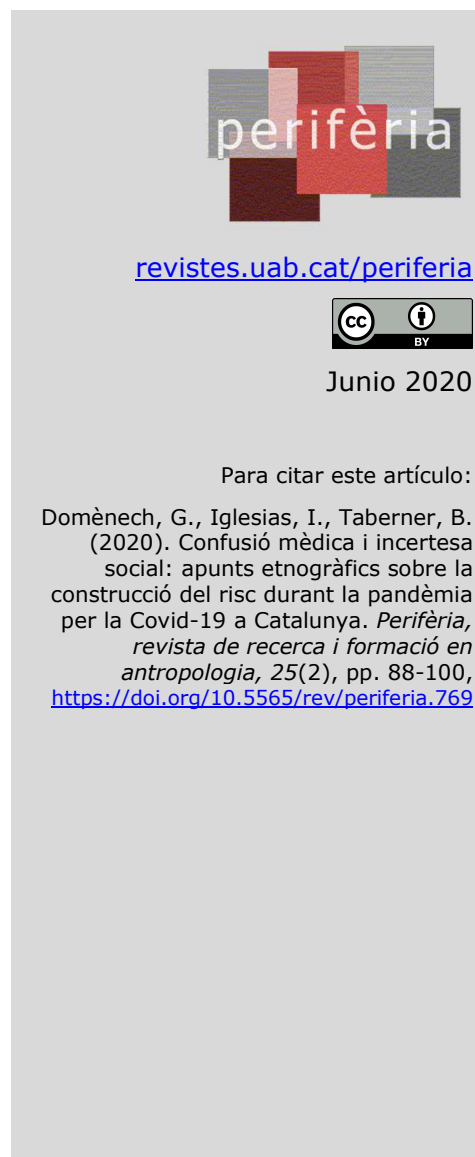 perifèria
revistes.uab.cat/periferia
cc
BY
Junio 2020
Para citar este artículo:
Domènech, G., Iglesias, I., Taberner, B.
(2020). Confusió mèdica i incertesa
social: apunts etnogràfics sobre la
construcció del risc durant la pandèmia
per la Covid-19 a Catalunya. Perifèria,
revista de recerca i formació en
antropologia, 25(2), pp. 88-100,
https://doi.org/10.5565/rev/periferia.769